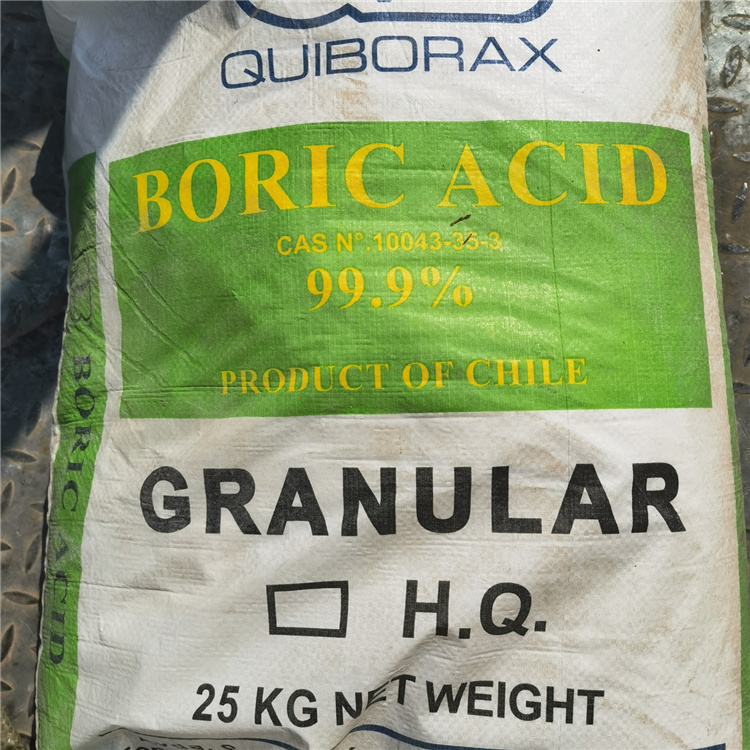 QUIBORAX
BORIC ACID
CAS N°.10043-35-3
99.9%
PRODUCT OF CHILE
GRANULAR
H.Q.
25 KG NET WEIGHT
BORIC ACID